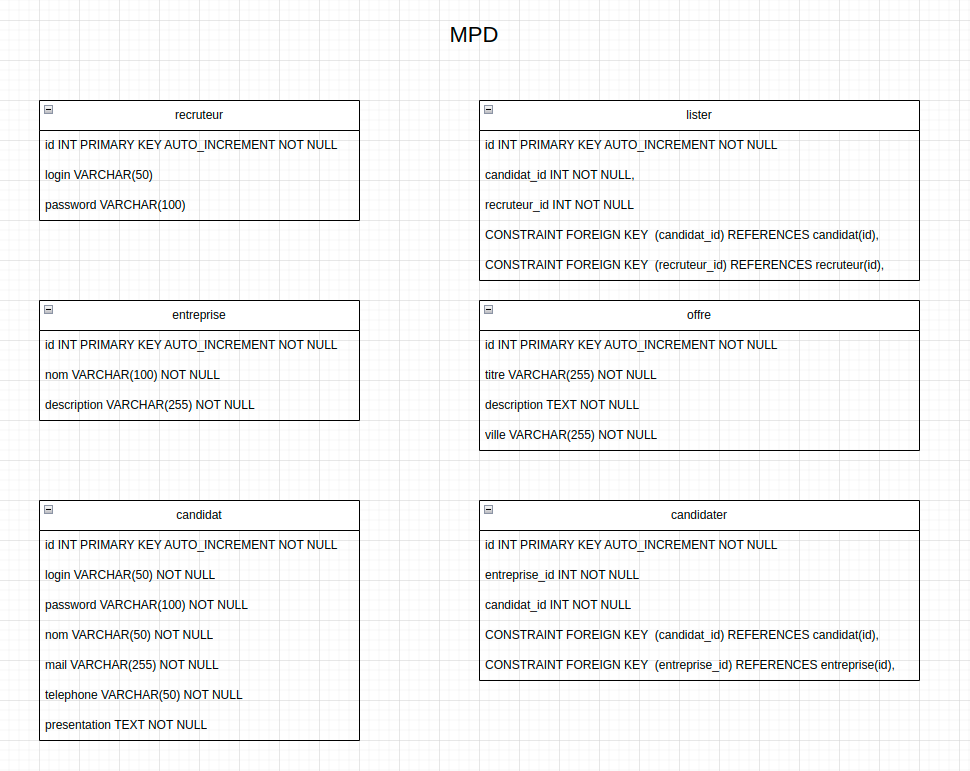 MPD
recruteur
id INT PRIMARY KEY AUTO_INCREMENT NOT NULL
login VARCHAR(50)
password VARCHAR(100)
lister
id INT PRIMARY KEY AUTO_INCREMENT NOT NULL
candidat_id INT NOT NULL,
recruteur_id INT NOT NULL
CONSTRAINT FOREIGN KEY  (candidat_id) REFERENCES candidat(id),
CONSTRAINT FOREIGN KEY  (recruteur_id) REFERENCES recruteur(id),
entreprise
id INT PRIMARY KEY AUTO_INCREMENT NOT NULL
nom VARCHAR(100) NOT NULL
description VARCHAR(255) NOT NULL
offre
id INT PRIMARY KEY AUTO_INCREMENT NOT NULL
titre VARCHAR(255) NOT NULL
description TEXT NOT NULL
ville VARCHAR(255) NOT NULL
candidat
id INT PRIMARY KEY AUTO_INCREMENT NOT NULL
login VARCHAR(50) NOT NULL
password VARCHAR(100) NOT NULL
nom VARCHAR(50) NOT NULL
mail VARCHAR(255) NOT NULL
telephone VARCHAR(50) NOT NULL
presentation TEXT NOT NULL
candidater
id INT PRIMARY KEY AUTO_INCREMENT NOT NULL
entreprise_id INT NOT NULL
candidat_id INT NOT NULL
CONSTRAINT FOREIGN KEY  (candidat_id) REFERENCES candidat(id),
CONSTRAINT FOREIGN KEY  (entreprise_id) REFERENCES entreprise(id),